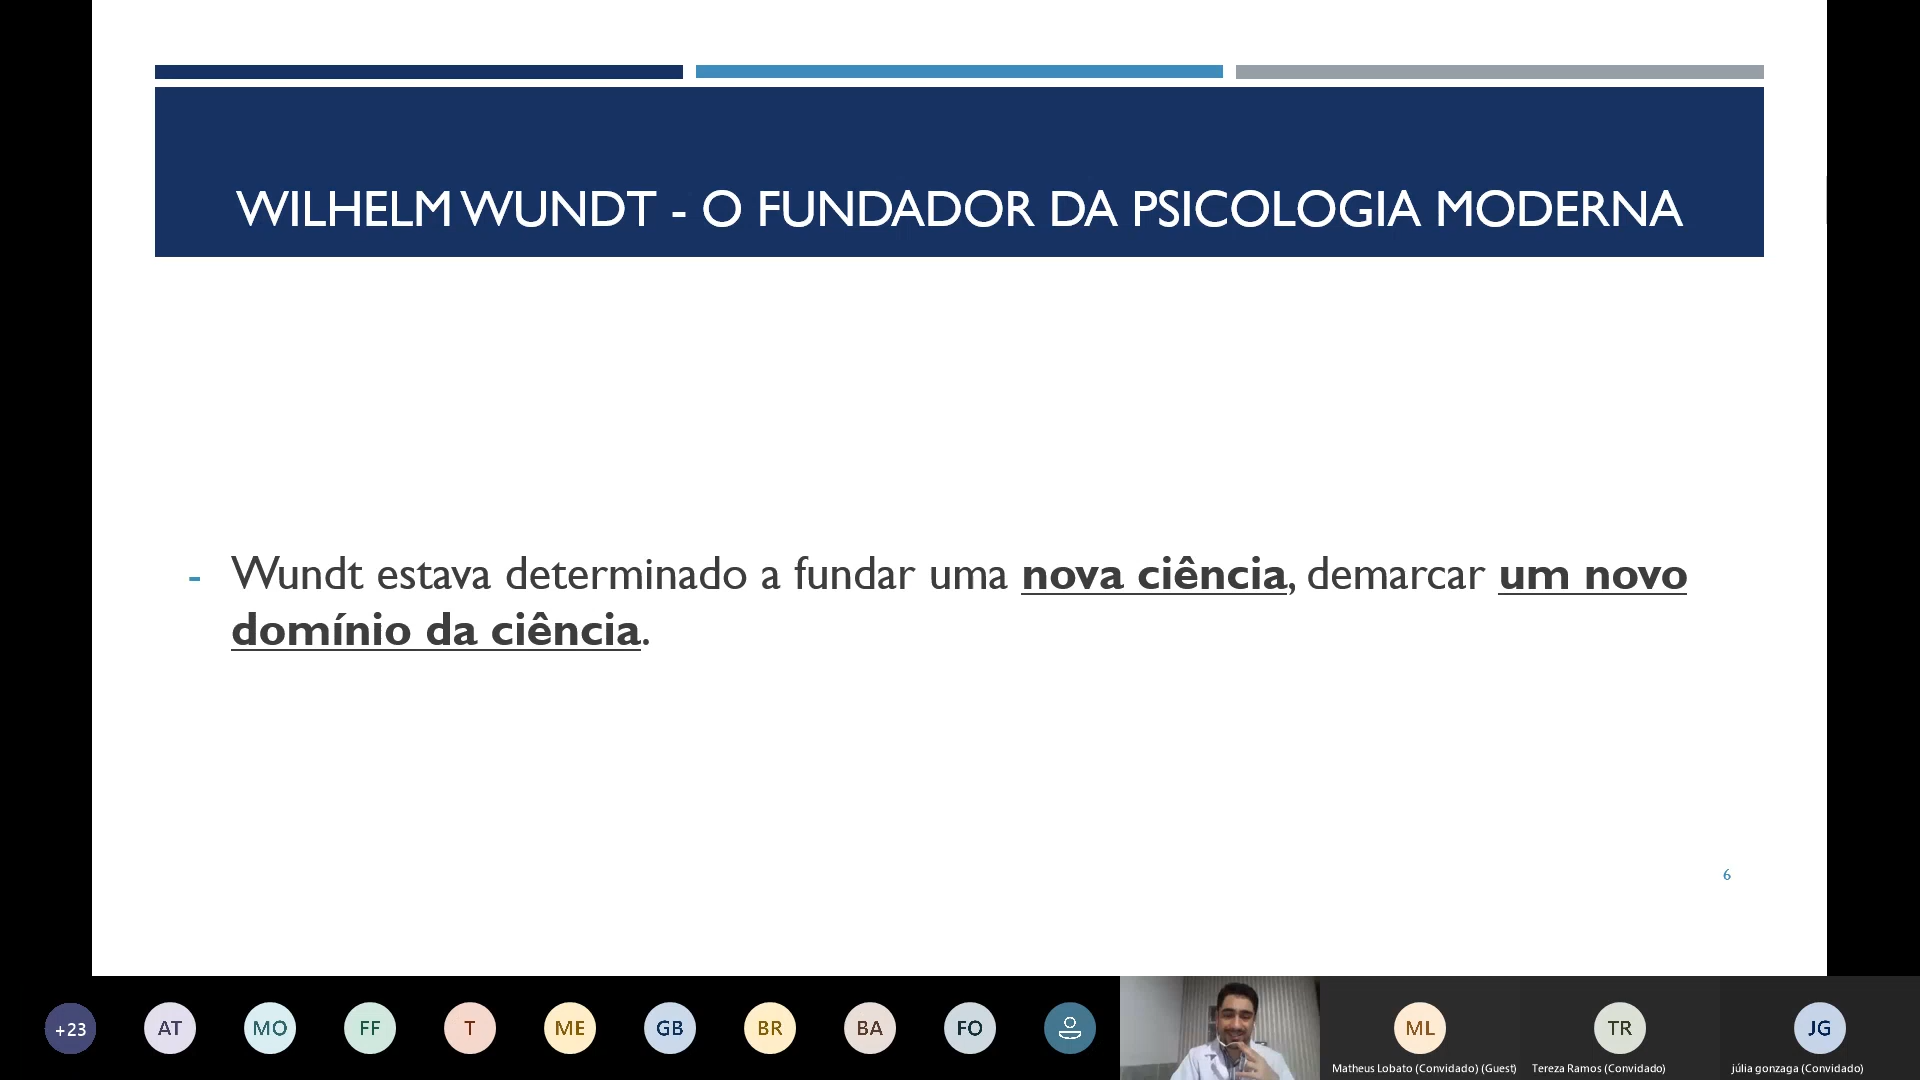 WILHELM WUNDT - O FUNDADOR DA PSICOLOGIA MODERNA
- Wundt estava determinado a fundar uma nova ciência, demarcar um novo
domínio da ciência.
6
+23
AT
MO
FF
T
ME
GB
BR
BA
FO
ML
TR
JG
Matheus Lobato (Convidado) (Guest)
Tereza Ramos (Convidado)
júlia gonzaga (Convidado)